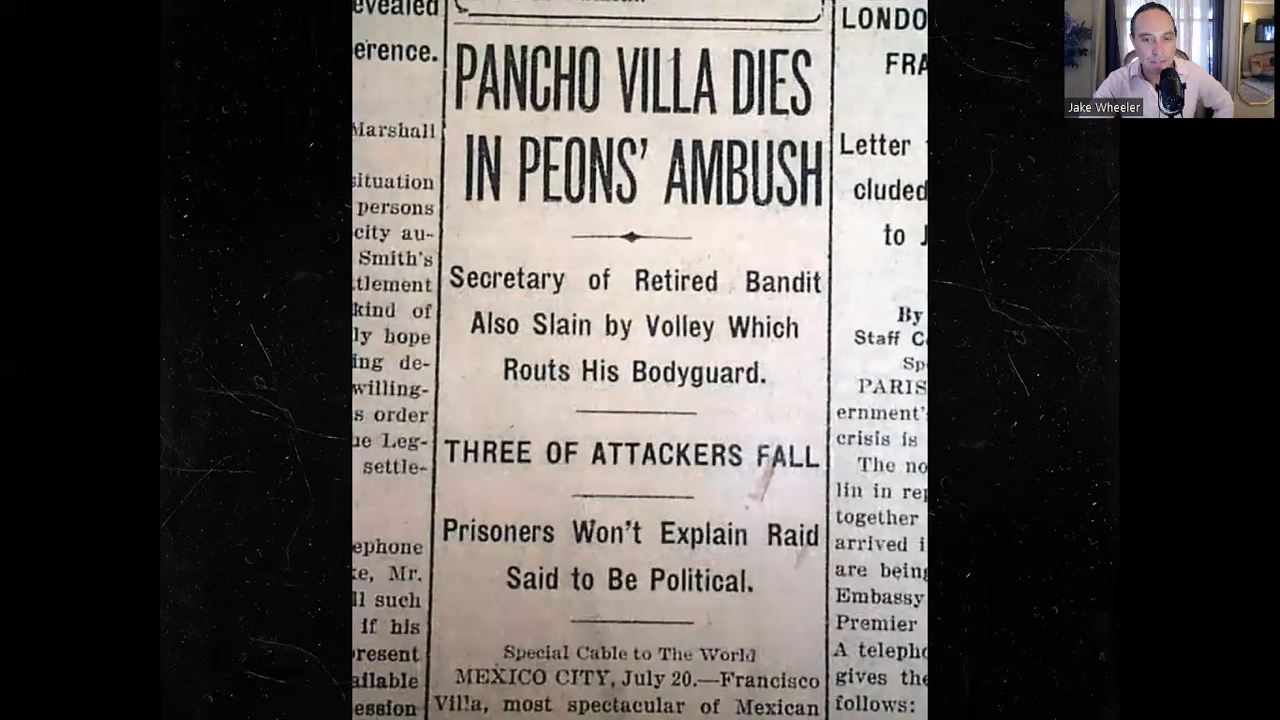 evealed
erence.
Marshall
situation
persons
city au-
Smith's
tlement
kind of
ly hope
ing de-
willing-
s order
ue Leg-
settle-
ephone
ke, Mr.
ll such
if his
present
ailable
ession
PANCHO VILLA DIES
IN PEONS' AMBUSH
Secretary of Retired Bandit
Also Slain by Volley Which
Routs His Bodyguard.
THREE OF ATTACKERS FALL
Prisoners Won't Explain Raid
Said to Be Political.
Special Cable to The World
MEXICO CITY, July 20.—Francisco
Villa, most spectacular of Mexican
LONDO
FRA
Letter
cluded
to J
By
Staff C
Sp
PARIS
ernment'
crisis is
The no
lin in rep
together
arrived i
are being
Embassy
Premier
A telepho
gives the
follows:
Jake Wheeler